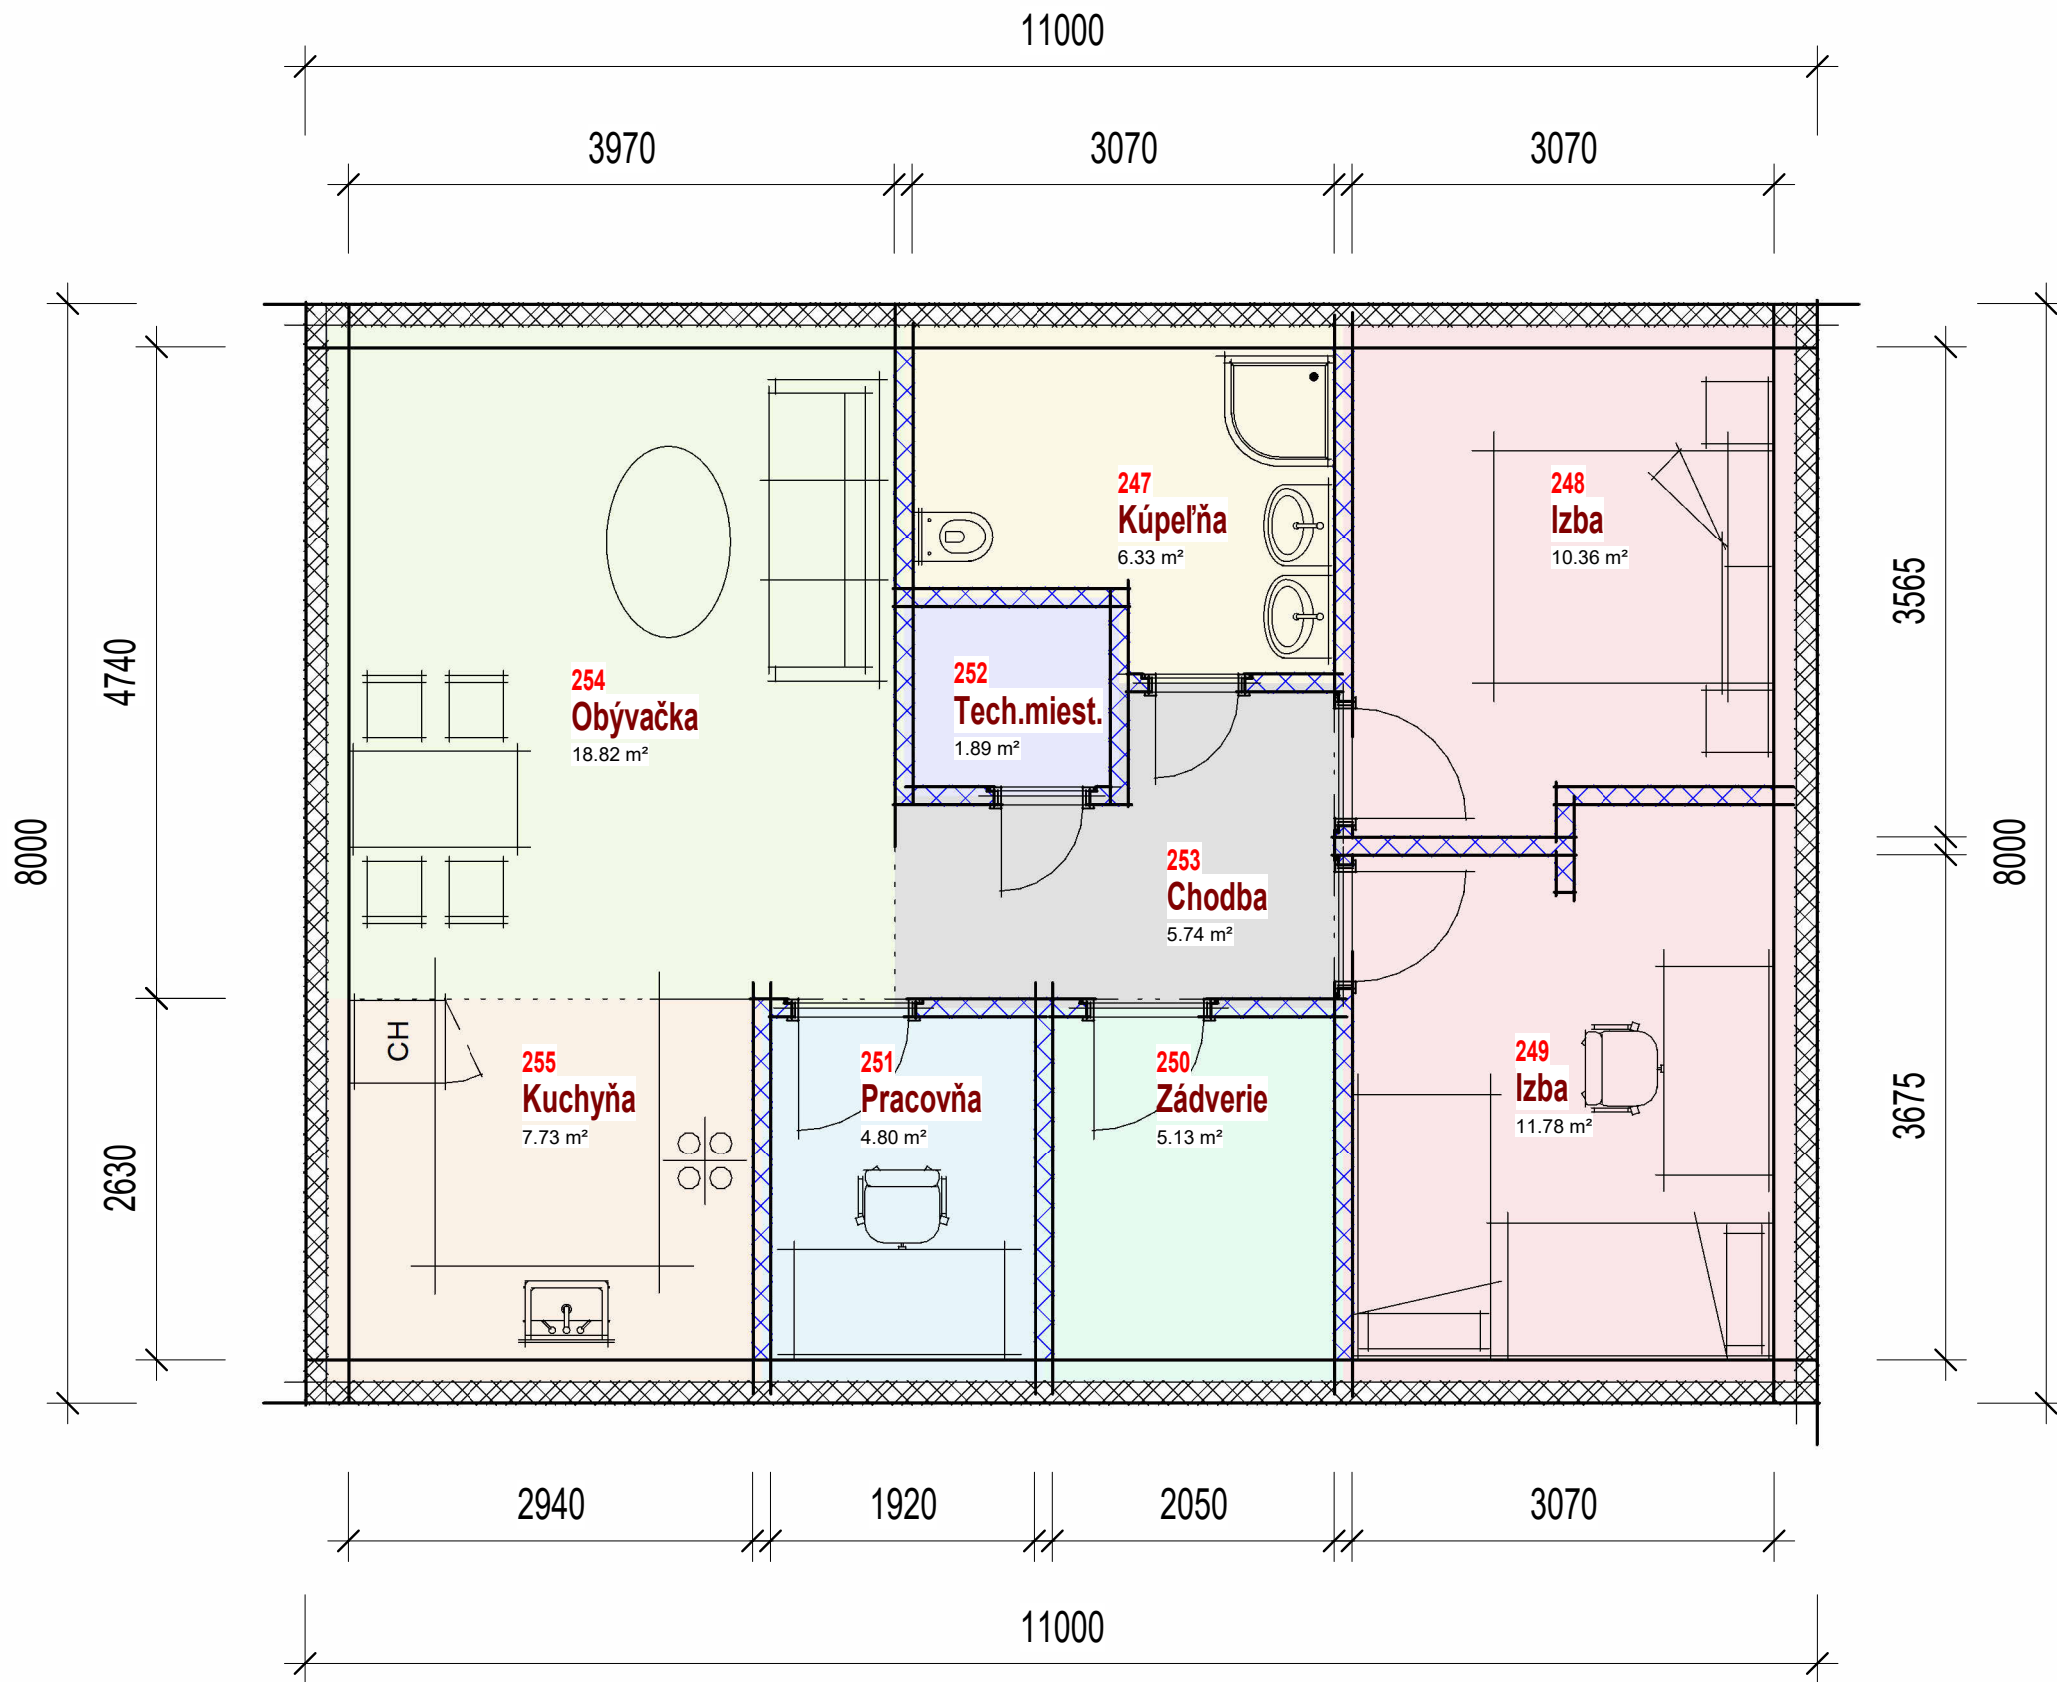 11000
3970
3070
3070
247
Kúpeľňa
6.33 m²
248
Izba
10.36 m²
3565
4740
254
Obývačka
18.82 m²
252
Tech.miest.
1.89 m²
8000
8000
253
Chodba
5.74 m²
CH
255
Kuchyňa
7.73 m²
251
Pracovňa
4.80 m²
250
Zádverie
5.13 m²
249
Izba
11.78 m²
3675
2630
2940
1920
2050
3070
11000